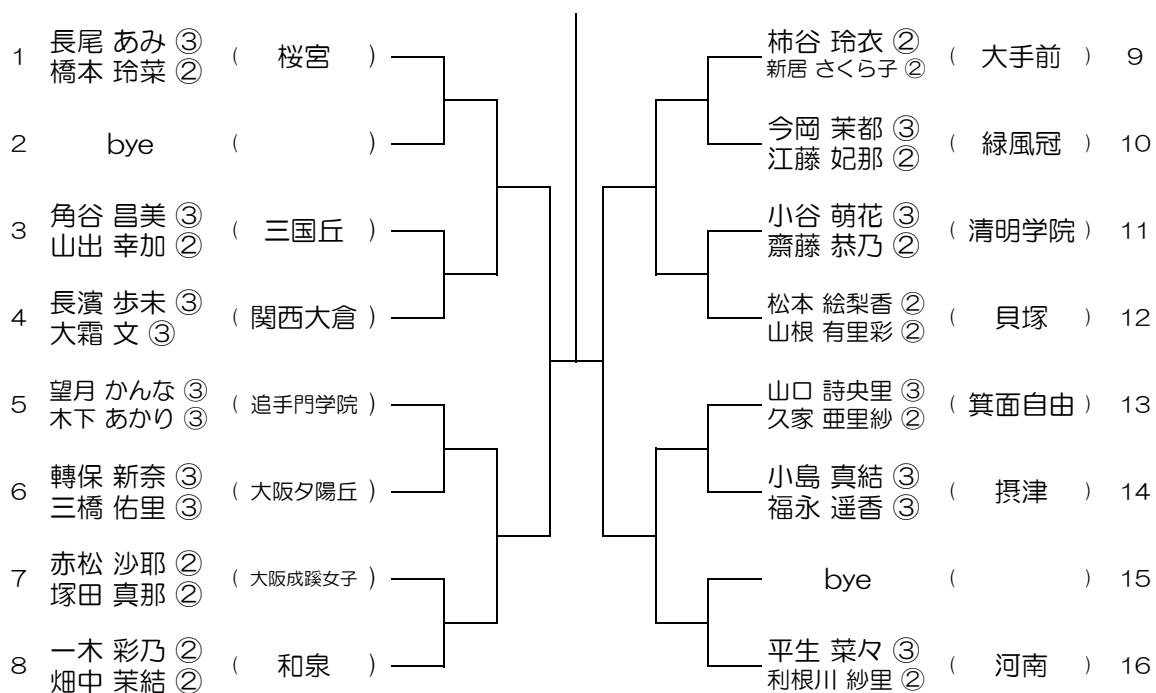 長尾 あみ ③
1 ( 桜宮 )
橋本 玲菜 ②
2 bye ( )
角谷 昌美 ③
3 ( 三国丘 )
山出 幸加 ②
長濱 歩未 ③
4 ( 関西大倉 )
大霜 文 ③
望月 かんな ③
5 ( 追手門学院 )
木下 あかり ③
轉保 新奈 ③
6 ( 大阪夕陽丘 )
三橋 佑里 ③
赤松 沙耶 ②
7 ( 大阪成蹊女子 )
塚田 真那 ②
一木 彩乃 ②
8 ( 和泉 )
畑中 茉結 ②
柿谷 玲衣 ②
( 大手前 ) 9
新居 さくら子 ②
今岡 茉都 ③
( 緑風冠 ) 10
江藤 妃那 ②
小谷 萌花 ③
( 清明学院 ) 11
齋藤 恭乃 ②
松本 絵梨香 ②
( 貝塚 ) 12
山根 有里彩 ②
山口 詩央里 ③
( 箕面自由 ) 13
久家 亜里紗 ②
小島 真結 ③
( 摂津 ) 14
福永 遥香 ③
bye ( ) 15
平生 菜々 ③
( 河南 ) 16
利根川 紗里 ②